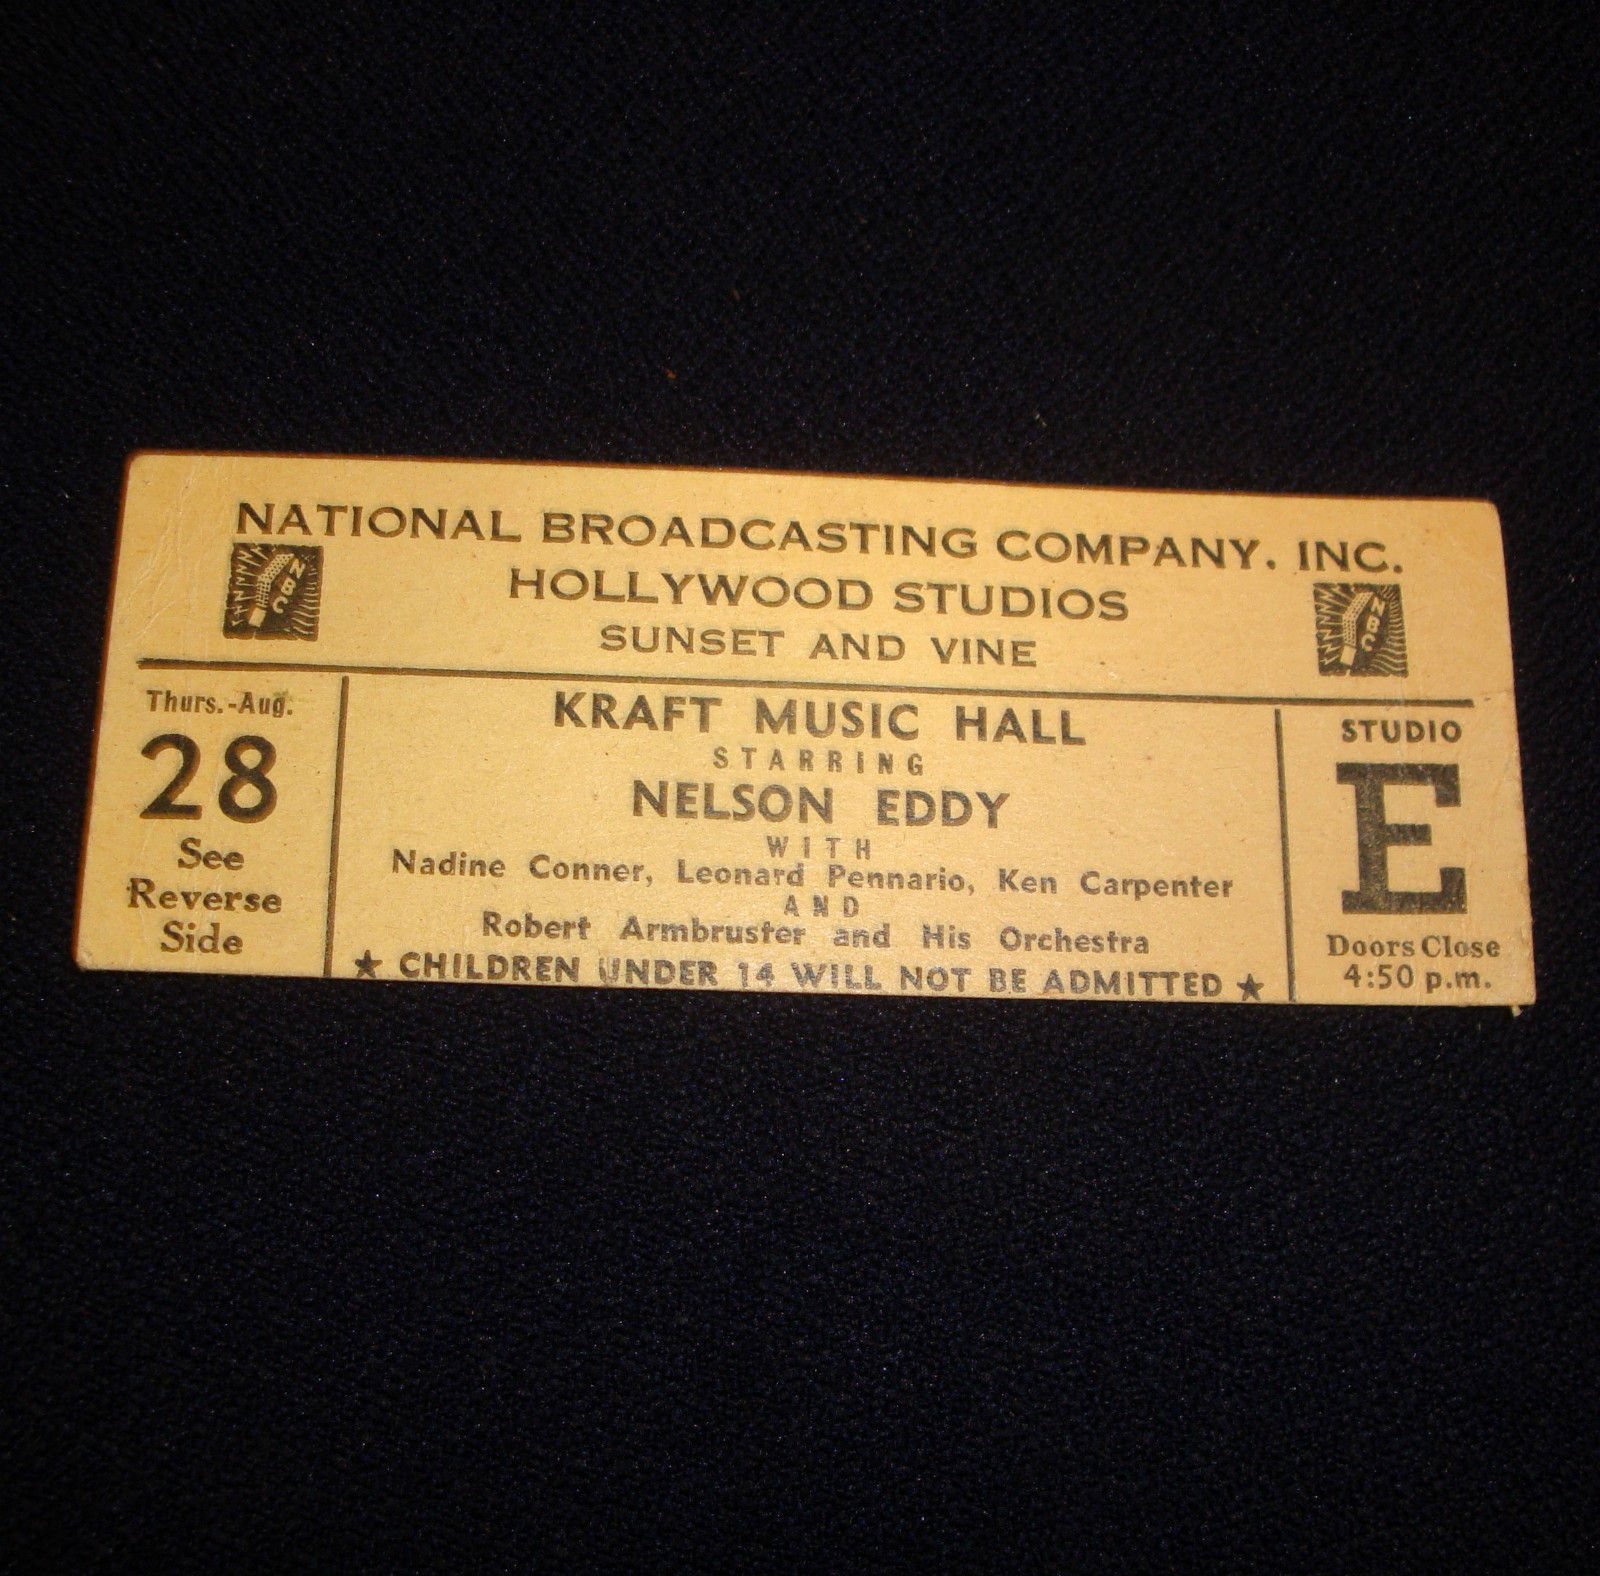 NATIONAL BROADCASTING COMPANY, INC.
HOLLYWOOD STUDIOS
SUNSET AND VINE
NBC
NBC
Thurs.-Aug.
28
See
Reverse
Side
KRAFT MUSIC HALL
STARRING
NELSON EDDY
WITH
Nadine Conner, Leonard Pennario, Ken Carpenter
AND
Robert Armbruster and His Orchestra
★ CHILDREN UNDER 14 WILL NOT BE ADMITTED ★
STUDIO
E
Doors Close
4:50 p.m.